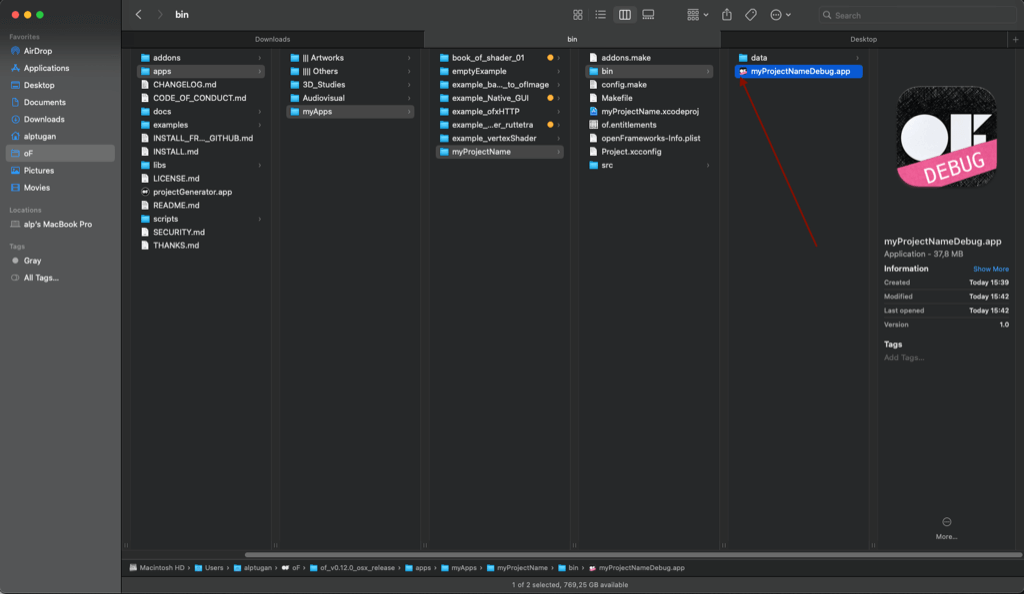 bin
Search
Downloads
bin
Desktop
Favorites
AirDrop
Applications
Desktop
Documents
Downloads
alptugan
oF
Pictures
Movies
Locations
alp's MacBook Pro
Tags
Gray
All Tags...
addons
apps
CHANGELOG.md
CODE_OF_CONDUCT.md
docs
examples
INSTALL_FR..._GITHUB.md
INSTALL.md
libs
LICENSE.md
projectGenerator.app
README.md
scripts
SECURITY.md
THANKS.md
||| Artworks
|||| Others
3D_Studies
Audiovisual
myApps
book_of_shader_01
emptyExample
example_ba..._to_ofImage
example_Native_GUI
example_ofxHTTP
example_...er_ruttetra
example_vertexShader
myProjectName
addons.make
bin
config.make
Makefile
myProjectName.xcodeproj
of.entitlements
openFrameworks-Info.plist
Project.xcconfig
src
data
myProjectNameDebug.app
OF
DEBUG
myProjectNameDebug.app
Application - 37,8 MB
Information Show More
Created Today 15:39
Modified Today 15:42
Last opened Today 15:42
Version 1.0
Tags
Add Tags...
More...
Macintosh HD › Users › alptugan › oF › of_v0.12.0_osx_release › apps › myApps › myProjectName › bin › myProjectNameDebug.app
1 of 2 selected, 769,25 GB available